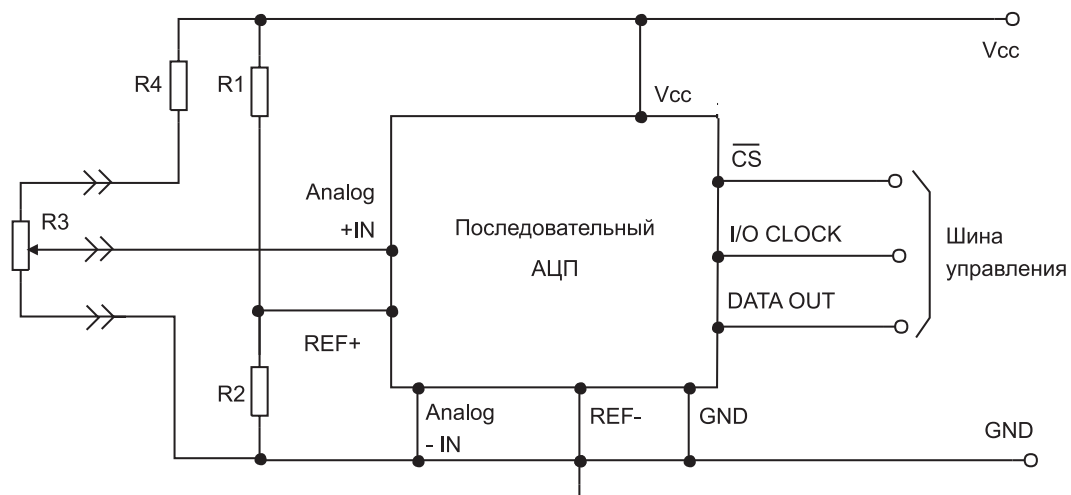 Vcc
R4
R1
Vcc
CS
Analog
+IN
R3
Последовательный
АЦП
I/O CLOCK
Шина
управления
DATA OUT
REF+
R2
Analog
- IN
REF-
GND
GND